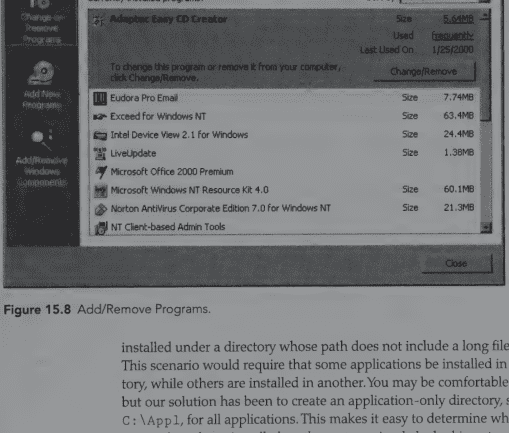 Currently installed programs:
Change or
Remove
Programs
Adaptec Easy CD Creator Size 5.64MB
Used frequently
Last Used On 1/25/2000
To change this program or remove it from your computer,
click Change/Remove.
Change/Remove
Add New
Programs
Eudora Pro Email Size 7.74MB
Exceed for Windows NT Size 63.4MB
Intel Device View 2.1 for Windows Size 24.4MB
LiveUpdate Size 1.38MB
Add/Remove
Windows
Components
Microsoft Office 2000 Premium
Microsoft Windows NT Resource Kit 4.0 Size 60.1MB
Norton AntiVirus Corporate Edition 7.0 for Windows NT Size 21.3MB
NT Client-based Admin Tools
Close
Figure 15.8 Add/Remove Programs.
installed under a directory whose path does not include a long file
This scenario would require that some applications be installed in
tory, while others are installed in another. You may be comfortable
but our solution has been to create an application-only directory, s
C:\Appl, for all applications. This makes it easy to determine wh